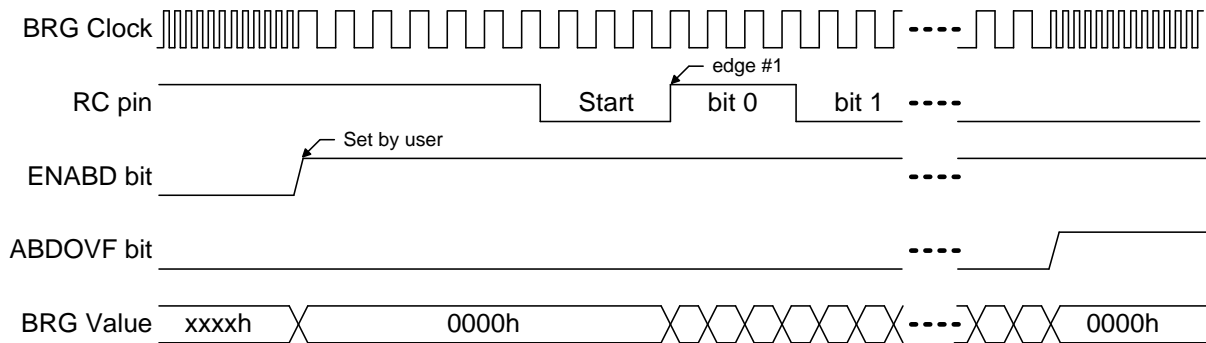 BRG Clock
edge #1
RC pin
Start
bit 0
bit 1
Set by user
ENABD bit
ABDOVF bit
BRG Value
xxxxh
0000h
0000h